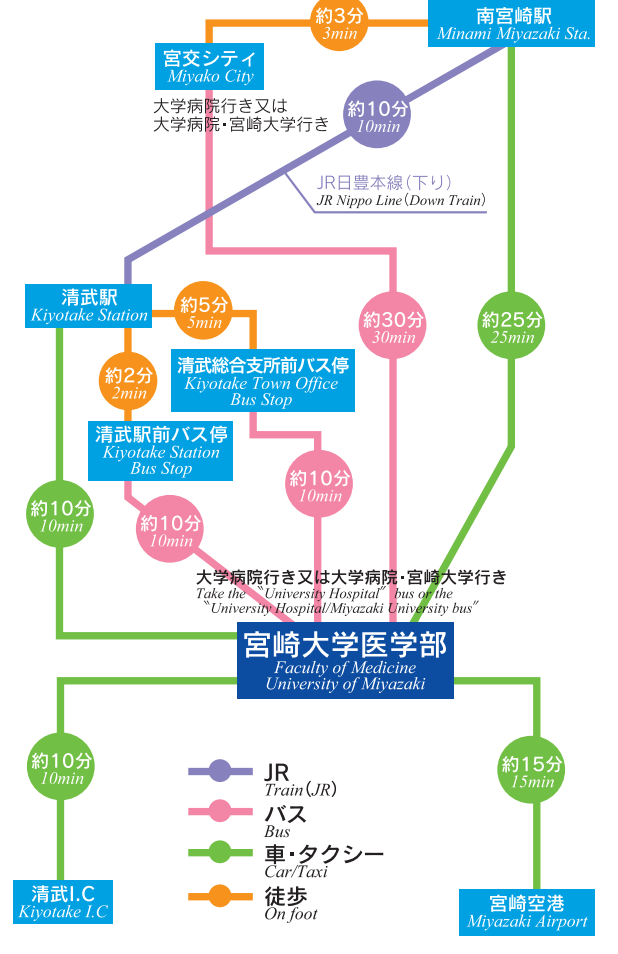 約3分
3min
南宮崎駅
Minami Miyazaki Sta.
宮交シティ
Miyako City
大学病院行き又は
大学病院・宮崎大学行き
約10分
10min
JR日豊本線（下り）
JR Nippo Line（Down Train）
清武駅
Kiyotake Station
約5分
5min
約30分
30min
約25分
25min
約2分
2min
清武総合支所前バス停
Kiyotake Town Office
Bus Stop
清武駅前バス停
Kiyotake Station
Bus Stop
約10分
10min
約10分
10min
約10分
10min
大学病院行き又は大学病院・宮崎大学行き
Take the "University Hospital" bus or the
"University Hospital/Miyazaki University bus"
宮崎大学医学部
Faculty of Medicine
University of Miyazaki
約10分
10min
約15分
15min
JR
Train（JR）
バス
Bus
車・タクシー
Car/Taxi
徒歩
On foot
清武I.C
Kiyotake I.C
宮崎空港
Miyazaki Airport